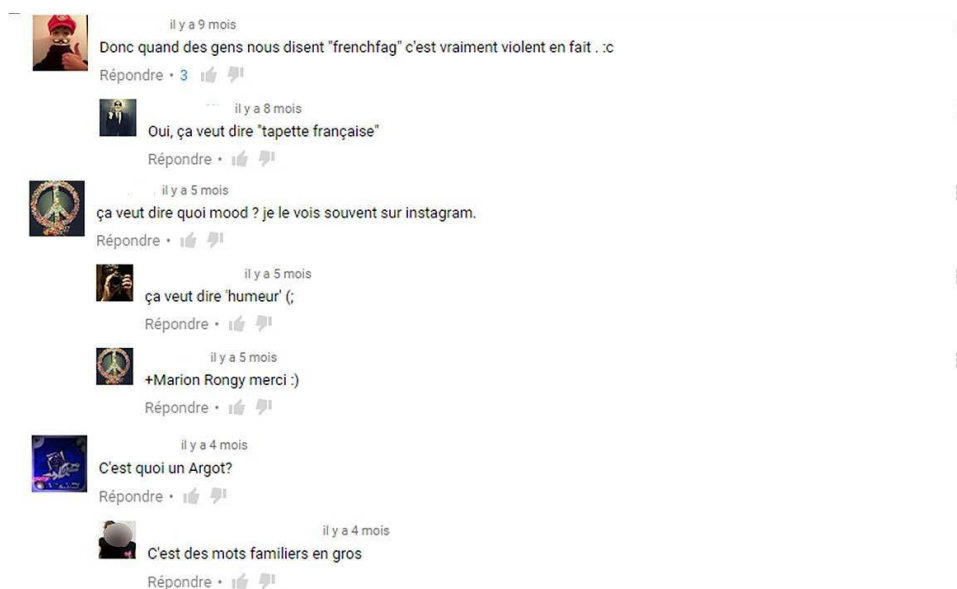 il y a 9 mois
Donc quand des gens nous disent "frenchfag" c'est vraiment violent en fait . :c
Répondre • 3
il y a 8 mois
Oui, ça veut dire "tapette française"
Répondre •
il y a 5 mois
ça veut dire quoi mood ? je le vois souvent sur instagram.
Répondre •
il y a 5 mois
ça veut dire 'humeur' (;
Répondre •
il y a 5 mois
+Marion Rongy merci :)
Répondre •
il y a 4 mois
C'est quoi un Argot?
Répondre •
il y a 4 mois
C'est des mots familiers en gros
Répondre •